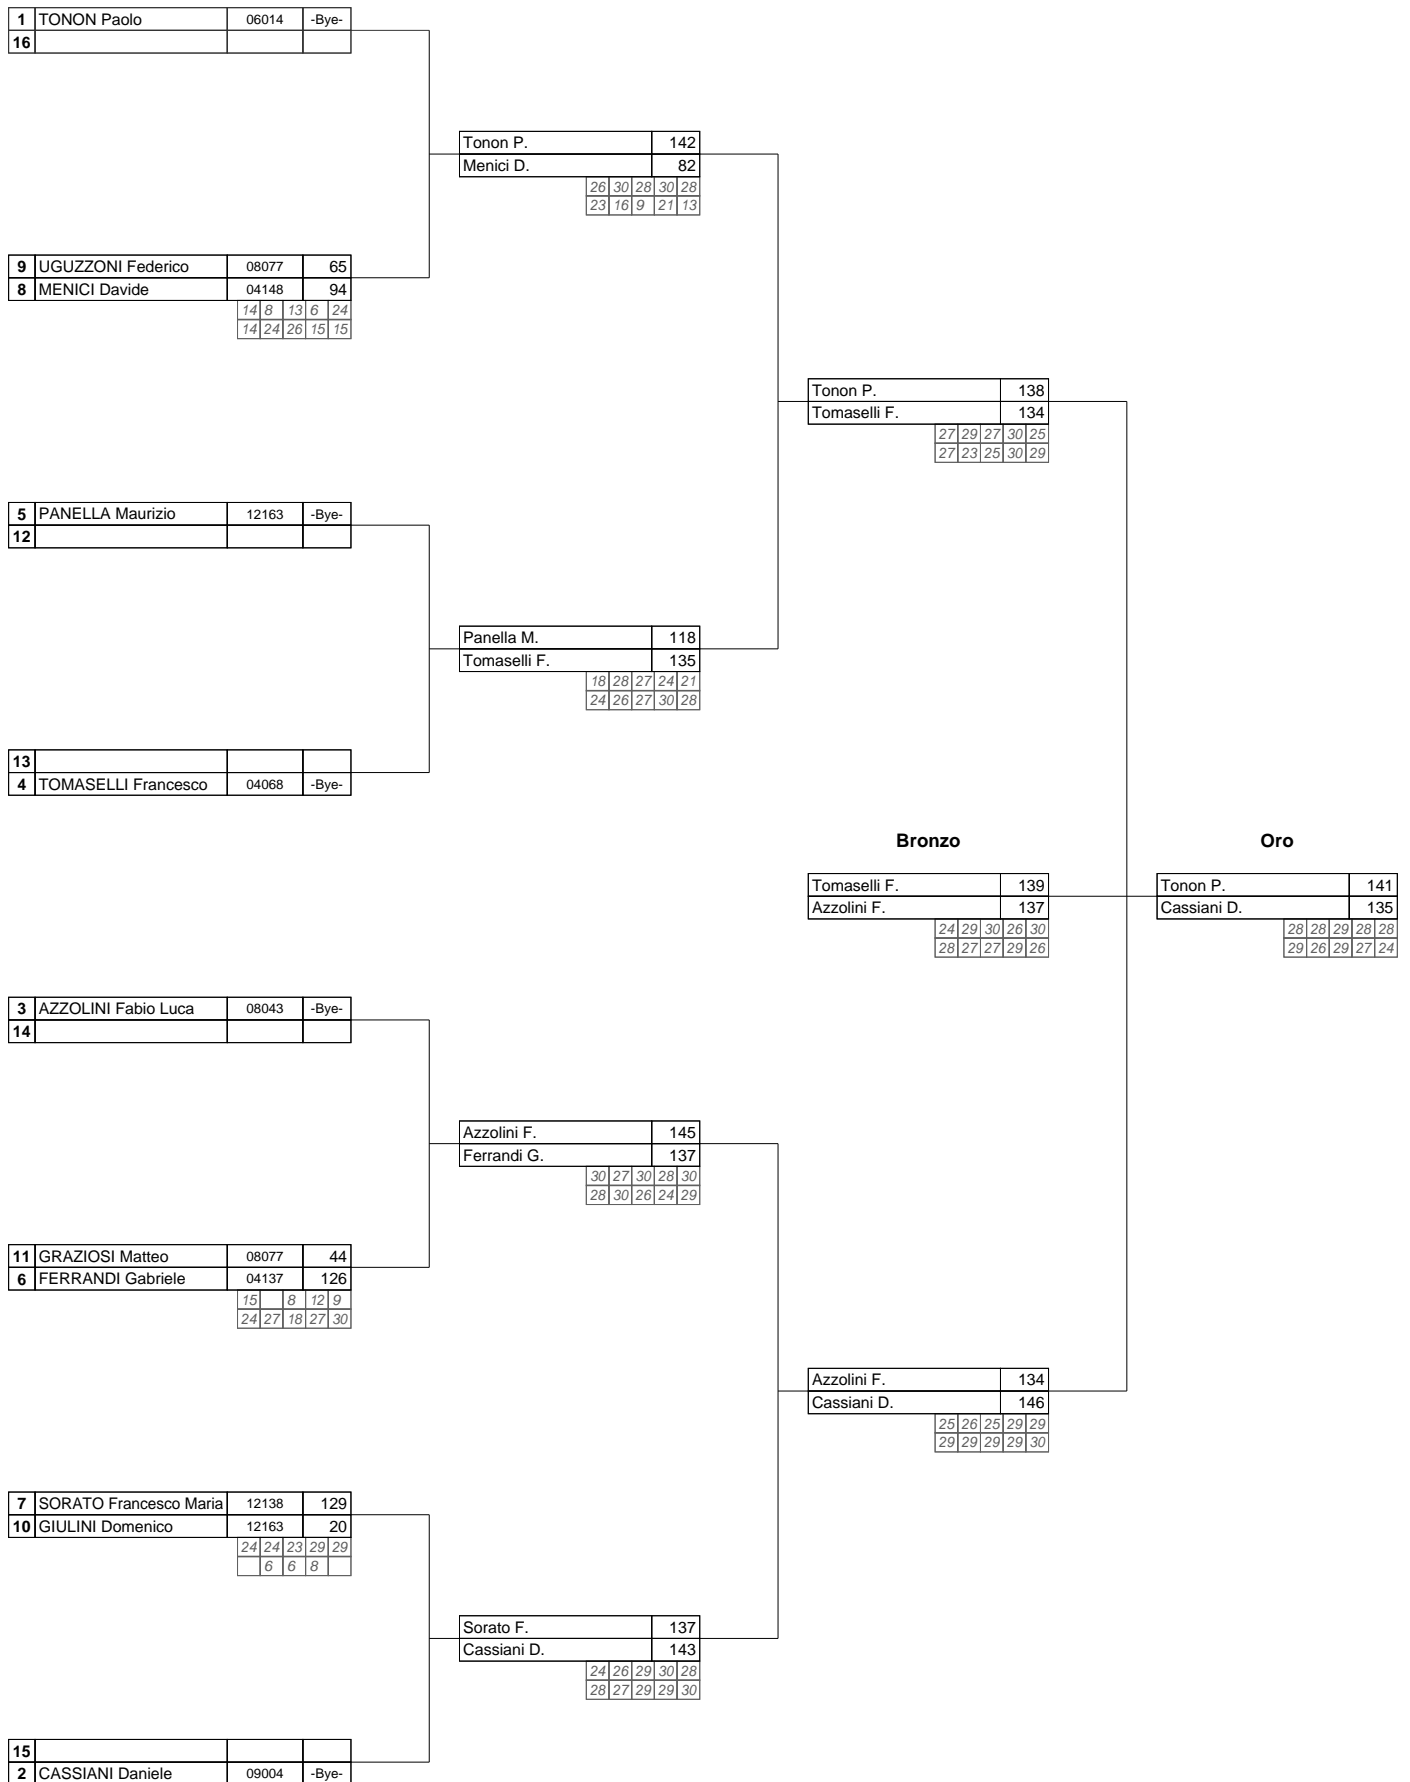 1 TONON Paolo 06014 -Bye-
16
Tonon P. 142
Menici D. 82
26 30 28 30 28
23 16 9 21 13
9 UGUZZONI Federico 08077 65
8 MENICI Davide 04148 94
14 8 13 6 24
14 24 26 15 15
Tonon P. 138
Tomaselli F. 134
27 29 27 30 25
27 23 25 30 29
5 PANELLA Maurizio 12163 -Bye-
12
Panella M. 118
Tomaselli F. 135
18 28 27 24 21
24 26 27 30 28
13
4 TOMASELLI Francesco 04068 -Bye-
Bronzo Oro
Tomaselli F. 139 Tonon P. 141
Azzolini F. 137 Cassiani D. 135
24 29 30 26 30 28 28 29 28 28
28 27 27 29 26 29 26 29 27 24
3 AZZOLINI Fabio Luca 08043 -Bye-
14
Azzolini F. 145
Ferrandi G. 137
30 27 30 28 30
28 30 26 24 29
11 GRAZIOSI Matteo 08077 44
6 FERRANDI Gabriele 04137 126
15 8 12 9
24 27 18 27 30
Azzolini F. 134
Cassiani D. 146
25 26 25 29 29
29 29 29 29 30
7 SORATO Francesco Maria 12138 129
10 GIULINI Domenico 12163 20
24 24 23 29 29
6 6 8
Sorato F. 137
Cassiani D. 143
24 26 29 30 28
28 27 29 29 30
15
2 CASSIANI Daniele 09004 -Bye-